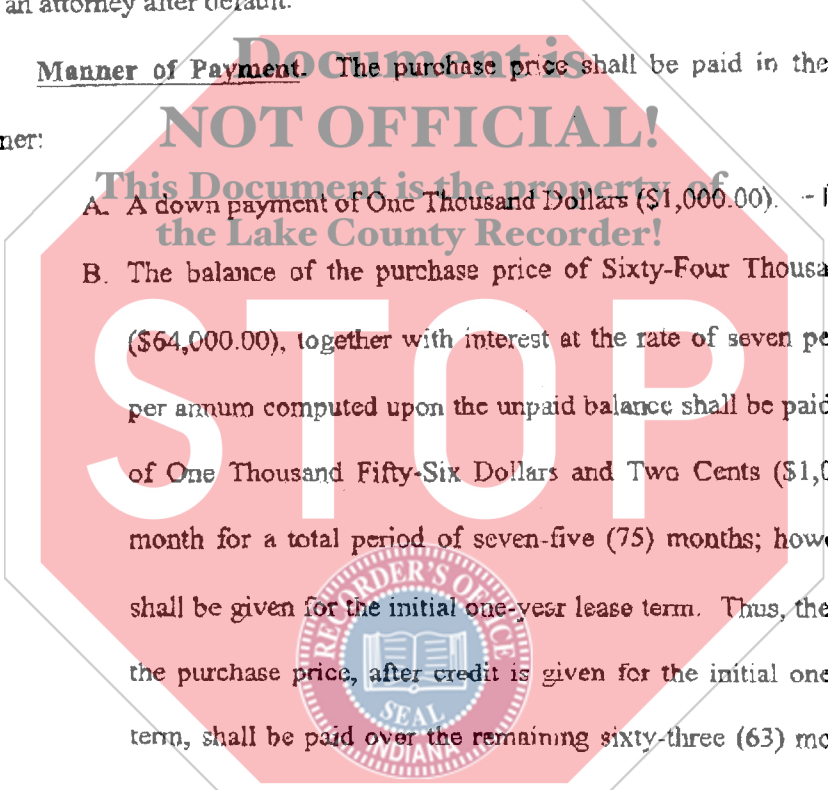 an attorney after default.
Document is
Manner of Payment. The purchase price shall be paid in the
NOT OFFICIAL!
ner:
This Document is the property of
A. A down payment of One Thousand Dollars ($1,000.00). -
the Lake County Recorder!
B. The balance of the purchase price of Sixty-Four Thousa
($64,000.00), together with interest at the rate of seven pe
per annum computed upon the unpaid balance shall be paid
STOP
of One Thousand Fifty-Six Dollars and Two Cents ($1,0
month for a total period of seven-five (75) months; howe
RECORDER'S OFFICE
shall be given for the initial one-year lease term. Thus, the
the purchase price, after credit is given for the initial one
SEAL
term, shall be paid over the remaining sixty-three (63) mo
INDIANA